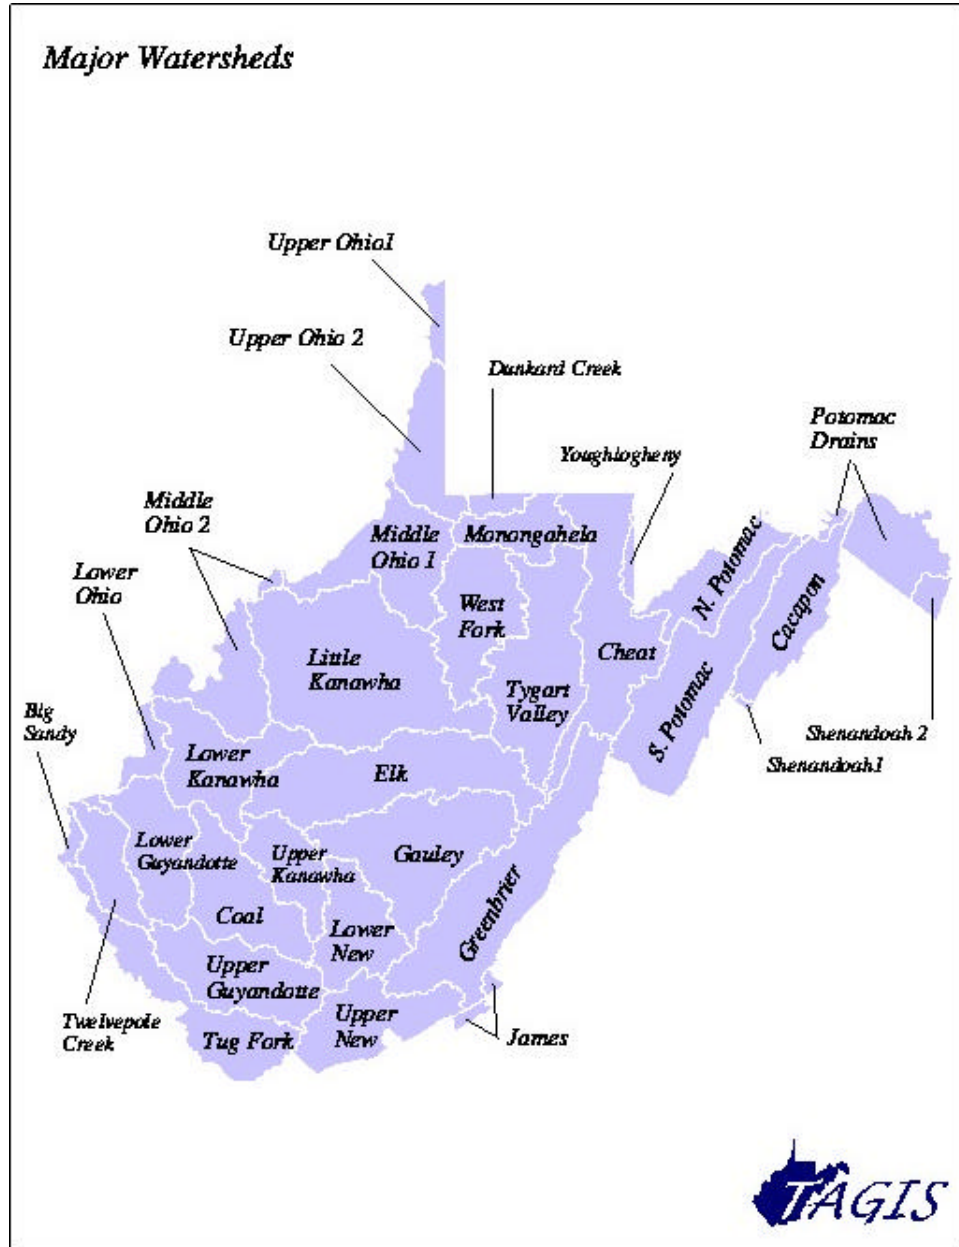 Major Watersheds
Upper Ohio1
Upper Ohio 2
Dunkard Creek
Potomac
Drains
Youghiogheny
Middle
Ohio 2
Middle
Ohio 1
Monongahela
N. Potomac
Lower
Ohio
West
Fork
Cacapon
Little
Kanawha
Cheat
Tygart
Valley
S. Potomac
Big
Sandy
Shenandoah 2
Shenandoah1
Lower
Kanawha
Elk
Lower
Guyandotte
Upper
Kanawha
Gauley
Greenbrier
Coal
Lower
New
Upper
Guyandotte
Twelvepole
Creek
Tug Fork
Upper
New
James
TAGIS